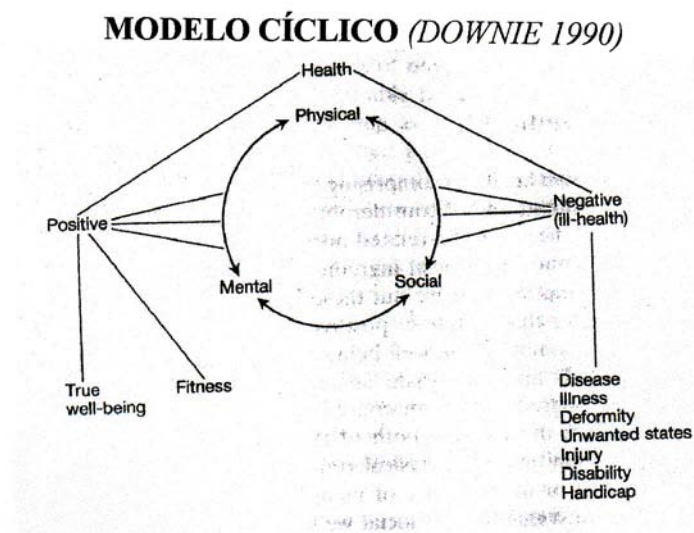 MODELO CÍCLICO (DOWNIE 1990)
Health
Physical
Positive
Negative
(ill-health)
Mental
Social
True
well-being
Fitness
Disease
Illness
Deformity
Unwanted states
Injury
Disability
Handicap